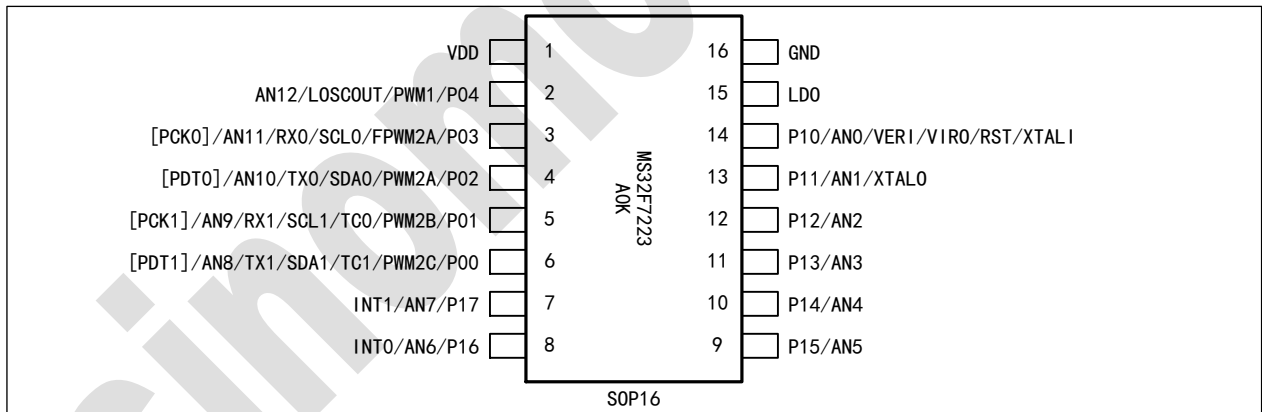 VDD 1 16 GND
AN12/LOSCOUT/PWM1/P04 2 15 LDO
[PCK0]/AN11/RX0/SCL0/FPWM2A/P03 3 14 P10/AN0/VERI/VIRO/RST/XTALI
[PDT0]/AN10/TX0/SDA0/PWM2A/P02 4 13 P11/AN1/XTALO
[PCK1]/AN9/RX1/SCL1/TC0/PWM2B/P01 5 12 P12/AN2
[PDT1]/AN8/TX1/SDA1/TC1/PWM2C/P00 6 11 P13/AN3
INT1/AN7/P17 7 10 P14/AN4
INT0/AN6/P16 8 9 P15/AN5
MS32F7223
AOK
SOP16
sinomc